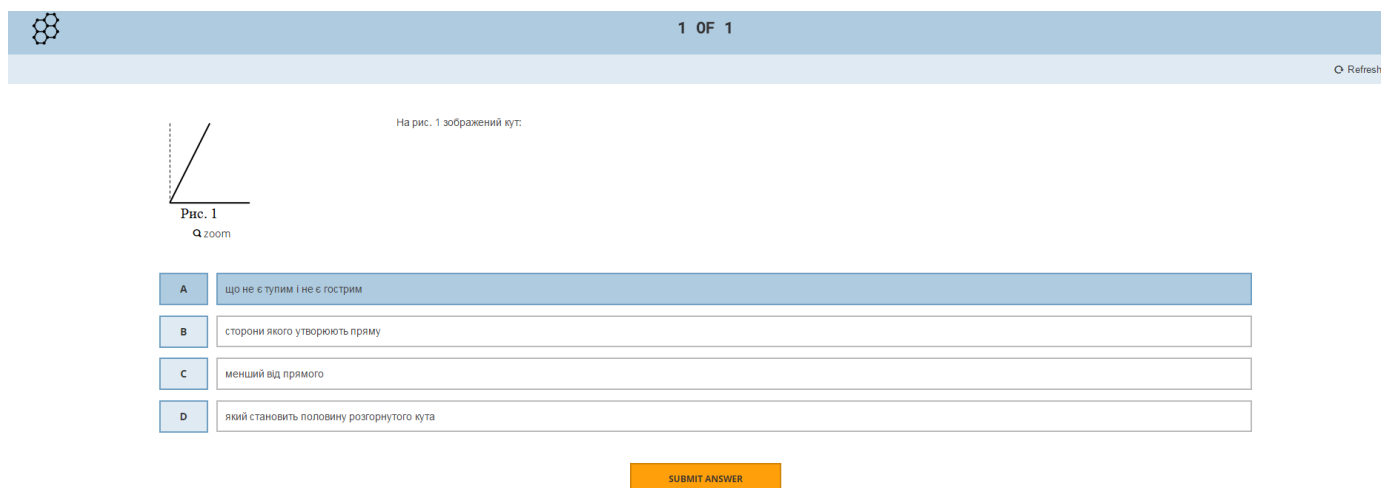 1 OF 1
Refresh
На рис. 1 зображений кут:
Рис. 1
zoom
A що не є тупим і не є гострим
B сторони якого утворюють пряму
C менший від прямого
D який становить половину розгорнутого кута
SUBMIT ANSWER